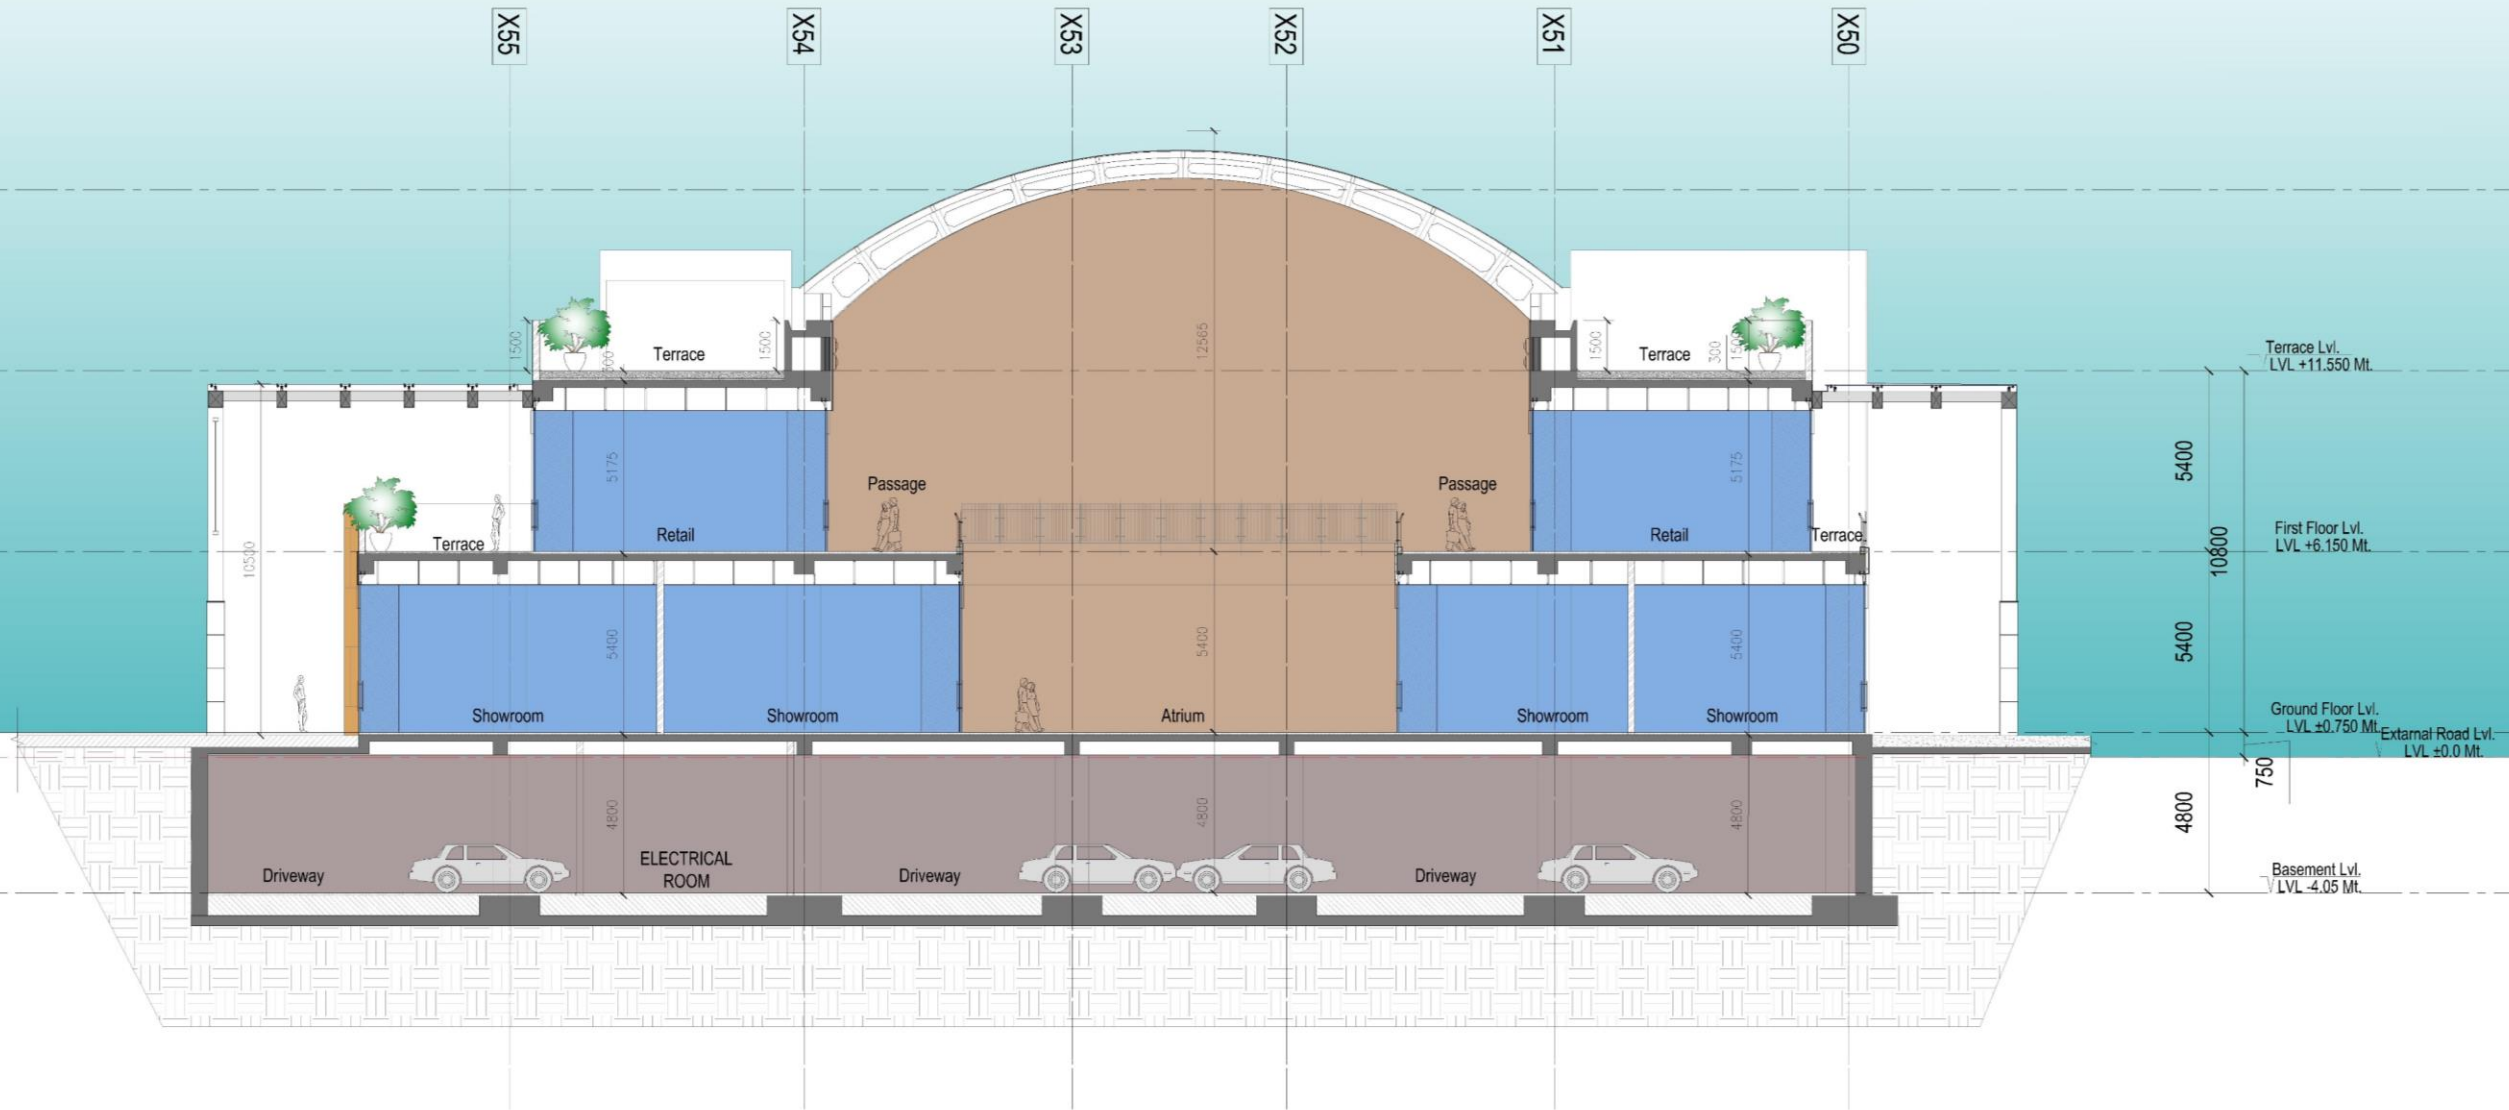 X55
X54
X53
X52
X51
X50
12565
1500
300
Terrace
1500
1500
Terrace
300
1500
Terrace Lvl.
LVL +11.550 Mt.
5175
Passage
Passage
5175
5400
Terrace
Retail
Retail
Terrace
First Floor Lvl.
LVL +6.150 Mt.
10500
10800
5400
5400
5400
5400
Showroom
Showroom
Atrium
Showroom
Showroom
Ground Floor Lvl.
LVL ±0.750 Mt.
Extarnal Road Lvl.
LVL ±0.0 Mt.
750
4800
4800
4800
4800
Driveway
ELECTRICAL
ROOM
Driveway
Driveway
Basement Lvl.
LVL -4.05 Mt.